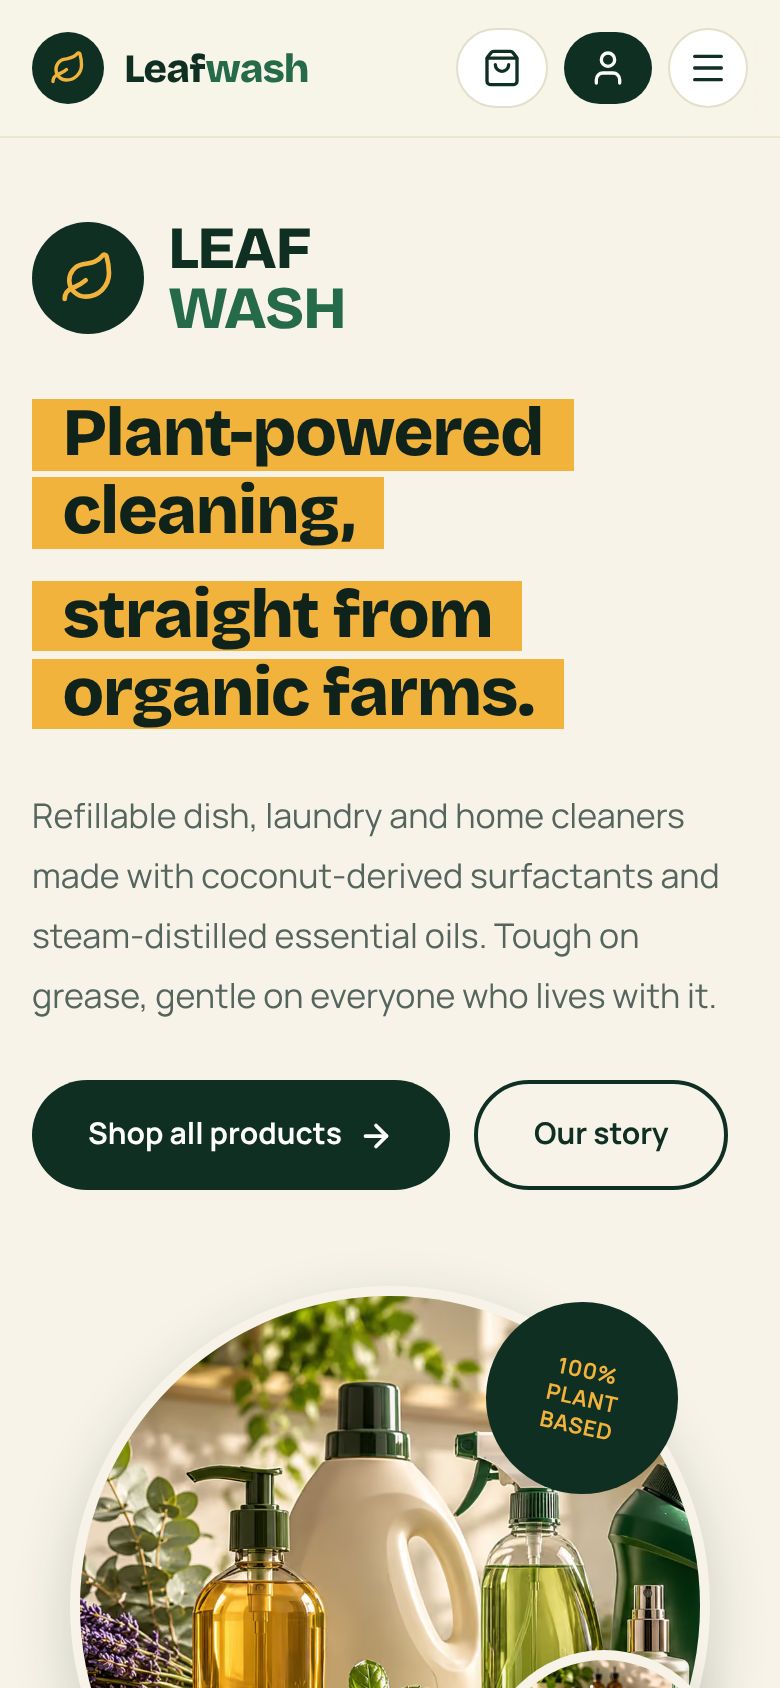 Leafwash
LEAF
WASH
Plant-powered
cleaning,
straight from
organic farms.
Refillable dish, laundry and home cleaners
made with coconut-derived surfactants and
steam-distilled essential oils. Tough on
grease, gentle on everyone who lives with it.
Shop all products
Our story
100%
PLANT
BASED